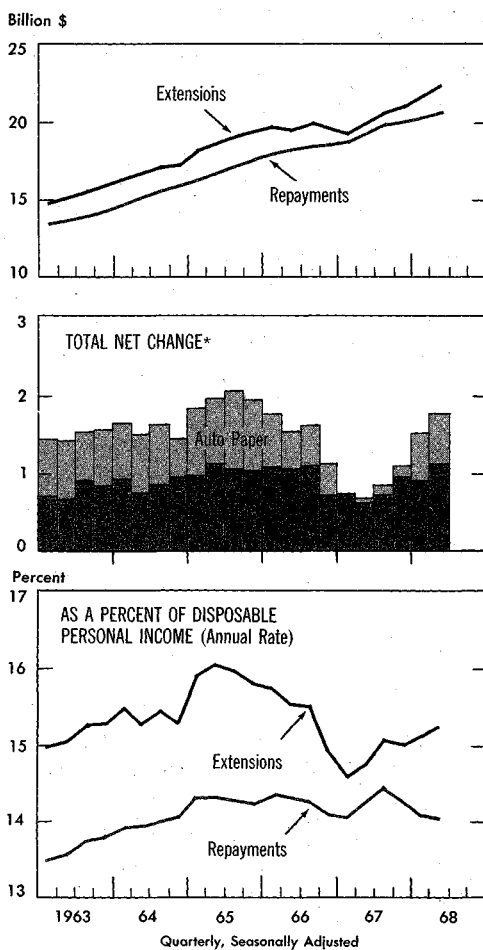 Billion $
25
20
15
10
Extensions
Repayments
3
2
1
0
TOTAL NET CHANGE*
Auto Paper
Percent
17
16
15
14
13
AS A PERCENT OF DISPOSABLE
PERSONAL INCOME (Annual Rate)
Extensions
Repayments
1963 64 65 66 67 68
Quarterly, Seasonally Adjusted